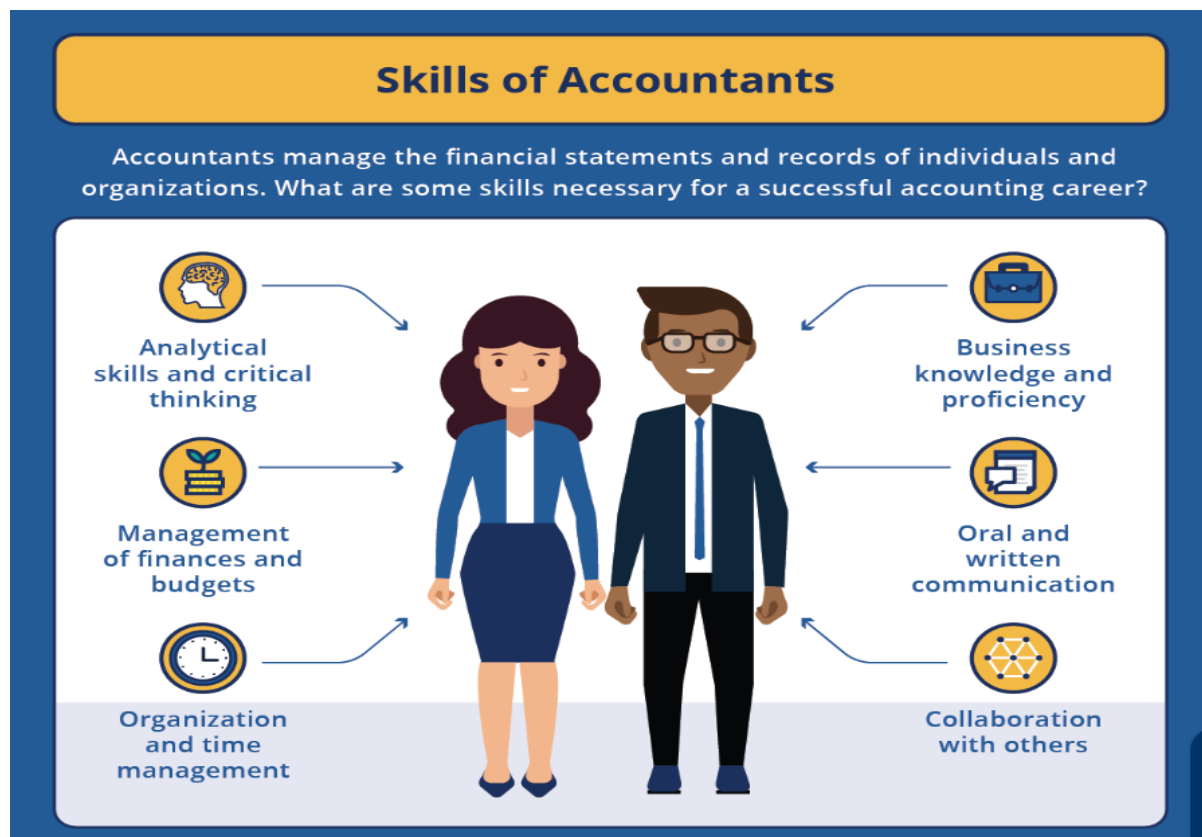 Skills of Accountants
Accountants manage the financial statements and records of individuals and
organizations. What are some skills necessary for a successful accounting career?
Analytical
skills and critical
thinking
Management
of finances and
budgets
Organization
and time
management
Business
knowledge and
proficiency
Oral and
written
communication
Collaboration
with others